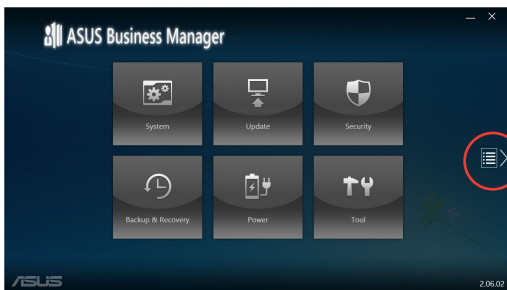 ASUS Business Manager
System
Update
Security
Backup & Recovery
Power
Tool
ASUS
2.06.02